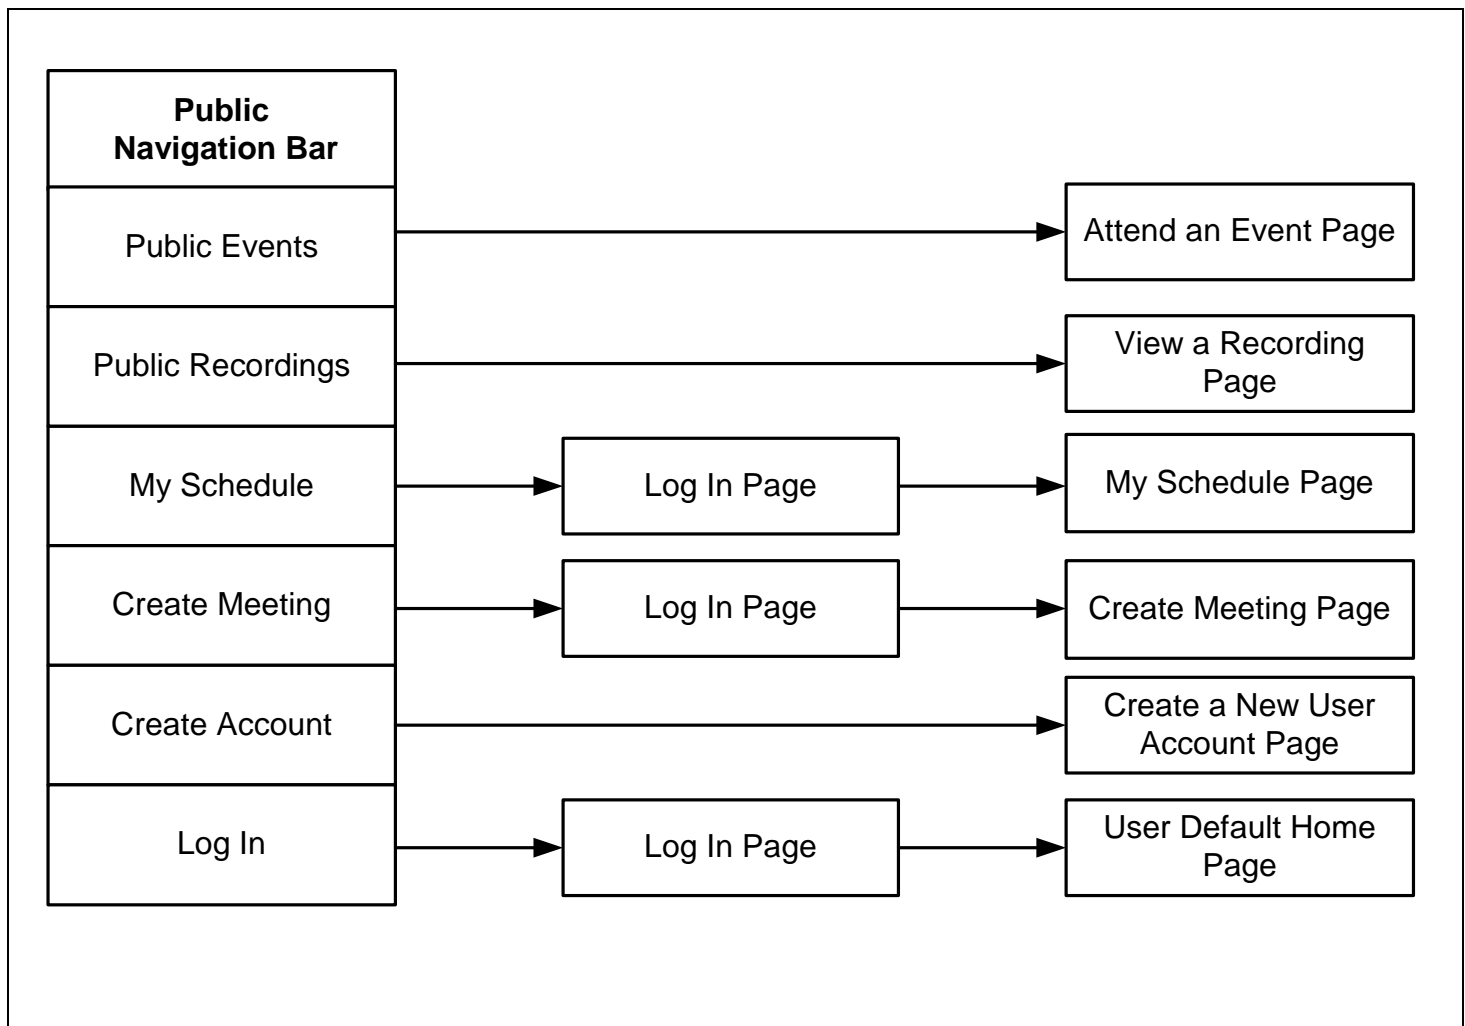 Public
Navigation Bar
Public Events
Attend an Event Page
Public Recordings
View a Recording
Page
My Schedule
Log In Page
My Schedule Page
Create Meeting
Log In Page
Create Meeting Page
Create Account
Create a New User
Account Page
Log In
Log In Page
User Default Home
Page